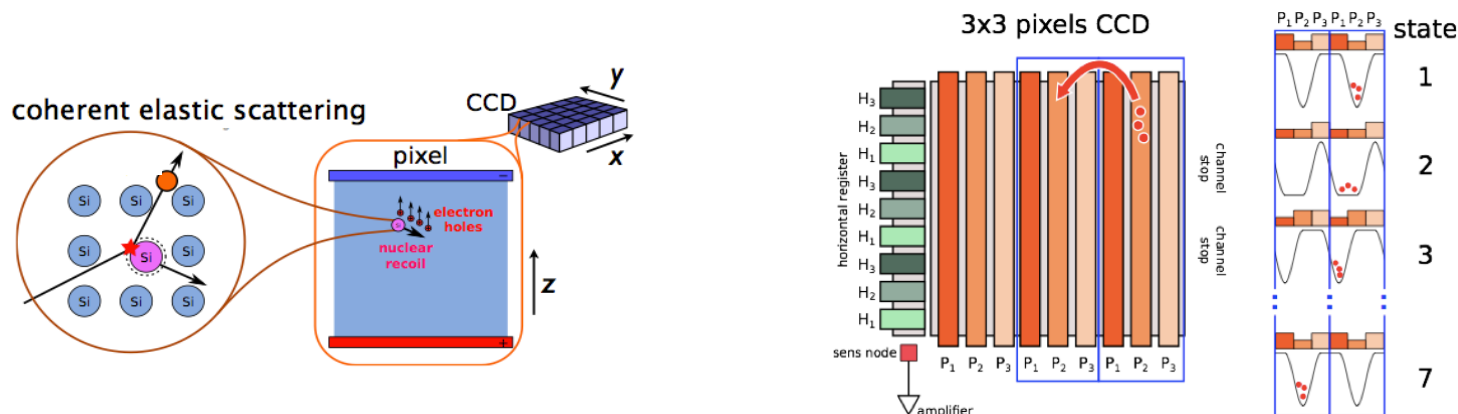 coherent elastic scattering
Si Si Si
Si Si Si
Si Si Si
CCD
y
x
pixel
−
electron
holes
nuclear
recoil
z
+
3x3 pixels CCD
horizontal register
H3
H2
H1
H3
H2
H1
H3
H2
H1
sens node
amplifier
P1 P2 P3 P1 P2 P3 P1 P2 P3
channel
stop
channel
stop
P1 P2 P3 P1 P2 P3
state
1
2
3
7